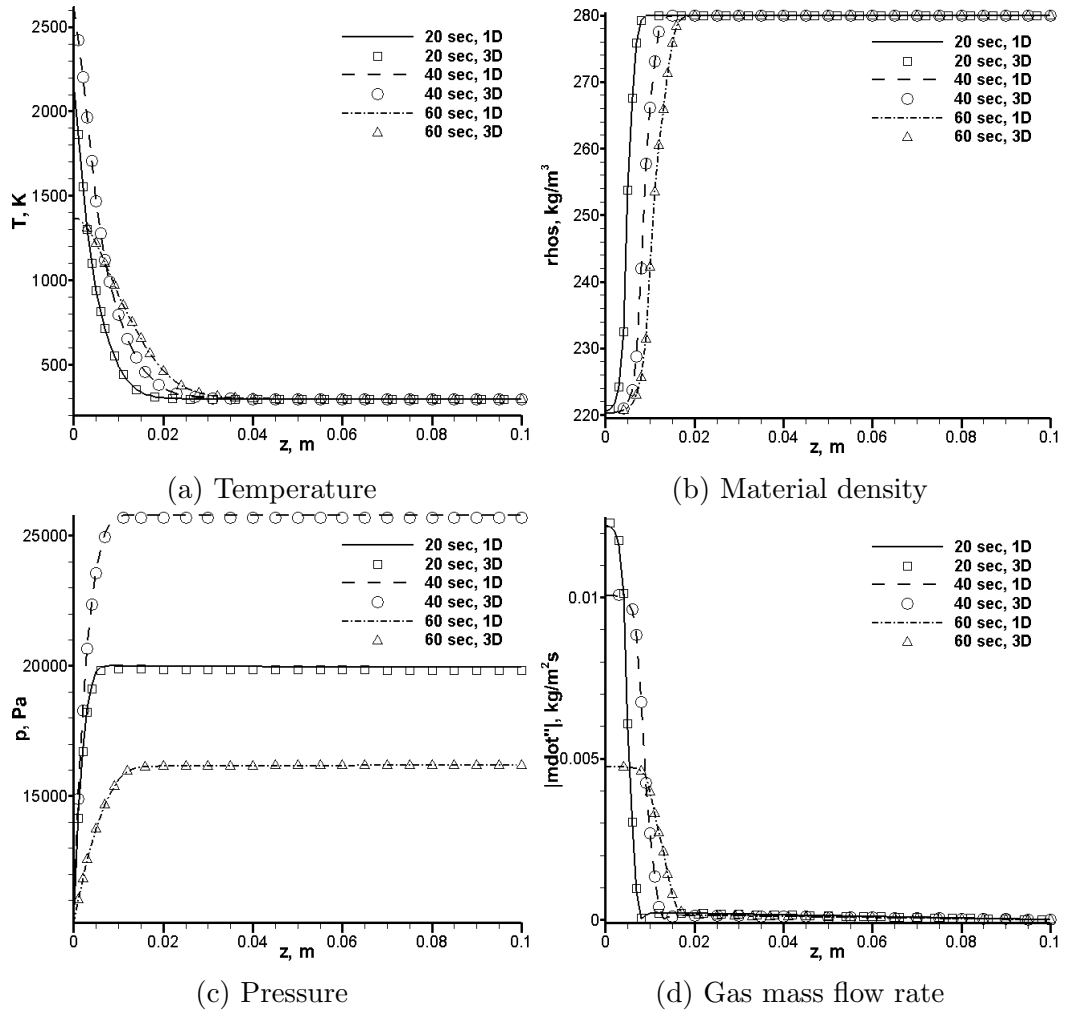 T, K
2500
2000
1500
1000
500
20 sec, 1D
20 sec, 3D
40 sec, 1D
40 sec, 3D
60 sec, 1D
60 sec, 3D
0
0.02
0.04
0.06
0.08
0.1
z, m
(a) Temperature
rhos, kg/m³
280
270
260
250
240
230
220
20 sec, 1D
20 sec, 3D
40 sec, 1D
40 sec, 3D
60 sec, 1D
60 sec, 3D
0
0.02
0.04
0.06
0.08
0.1
z, m
(b) Material density
p, Pa
25000
20000
15000
20 sec, 1D
20 sec, 3D
40 sec, 1D
40 sec, 3D
60 sec, 1D
60 sec, 3D
0
0.02
0.04
0.06
0.08
0.1
z, m
(c) Pressure
|mdot"|, kg/m²s
0.01
0.005
0
20 sec, 1D
20 sec, 3D
40 sec, 1D
40 sec, 3D
60 sec, 1D
60 sec, 3D
0
0.02
0.04
0.06
0.08
0.1
z, m
(d) Gas mass flow rate